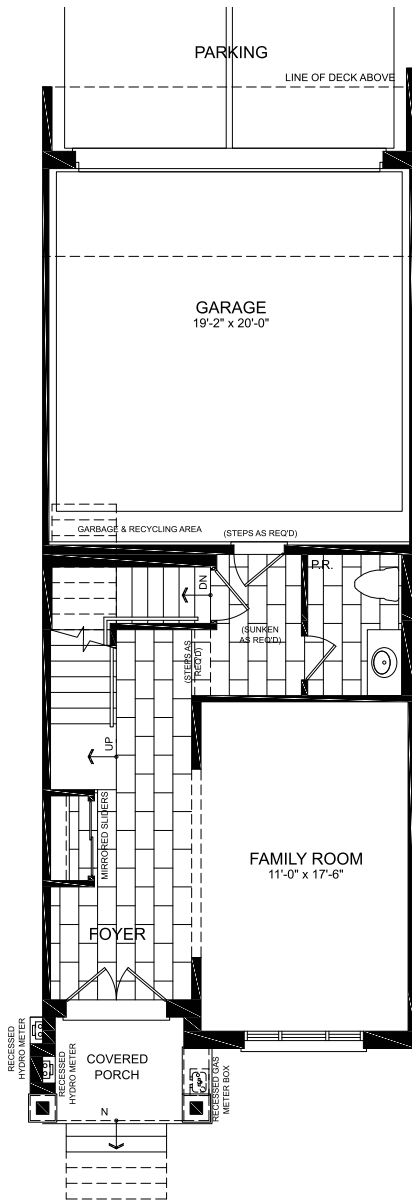 PARKING
LINE OF DECK ABOVE
GARAGE
19'-2" x 20'-0"
GARBAGE & RECYCLING AREA
(STEPS AS REQ'D)
P.R.
DN
(SUNKEN
AS REQ'D)
(STEPS AS
REQ'D)
UP
MIRRORED SLIDERS
FAMILY ROOM
11'-0" x 17'-6"
FOYER
RECESSED
HYDRO METER
RECESSED
HYDRO METER
COVERED
PORCH
RECESSED GAS
METER BOX
N